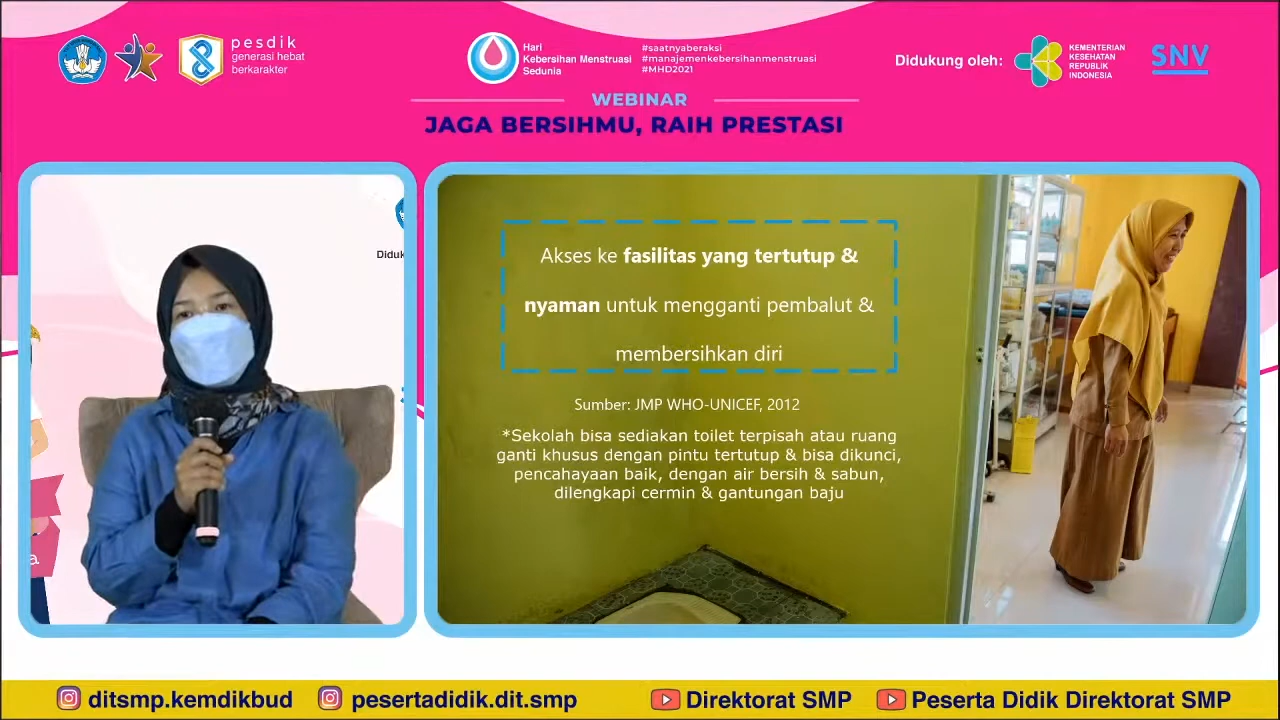 pesdik
generasi hebat
berkarakter
Hari
Kebersihan Menstruasi
Sedunia
#saatnyaberaksi
#manajemenkebersihanmenstruasi
#MHD2021
Didukung oleh:
KEMENTERIAN
KESEHATAN
REPUBLIK
INDONESIA
SNV
WEBINAR
JAGA BERSIHMU, RAIH PRESTASI
Diduk
a
Akses ke fasilitas yang tertutup &
nyaman untuk mengganti pembalut &
membersihkan diri
Sumber: JMP WHO-UNICEF, 2012
*Sekolah bisa sediakan toilet terpisah atau ruang
ganti khusus dengan pintu tertutup & bisa dikunci,
pencahayaan baik, dengan air bersih & sabun,
dilengkapi cermin & gantungan baju
ditsmp.kemdikbud
pesertadidik.dit.smp
Direktorat SMP
Peserta Didik Direktorat SMP